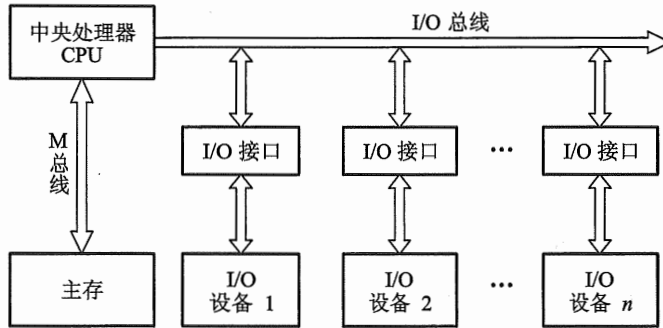 中央处理器
CPU
I/O 总线
M
总
线
I/O 接口
I/O 接口
···
I/O 接口
主存
I/O
设备 1
I/O
设备 2
···
I/O
设备 n